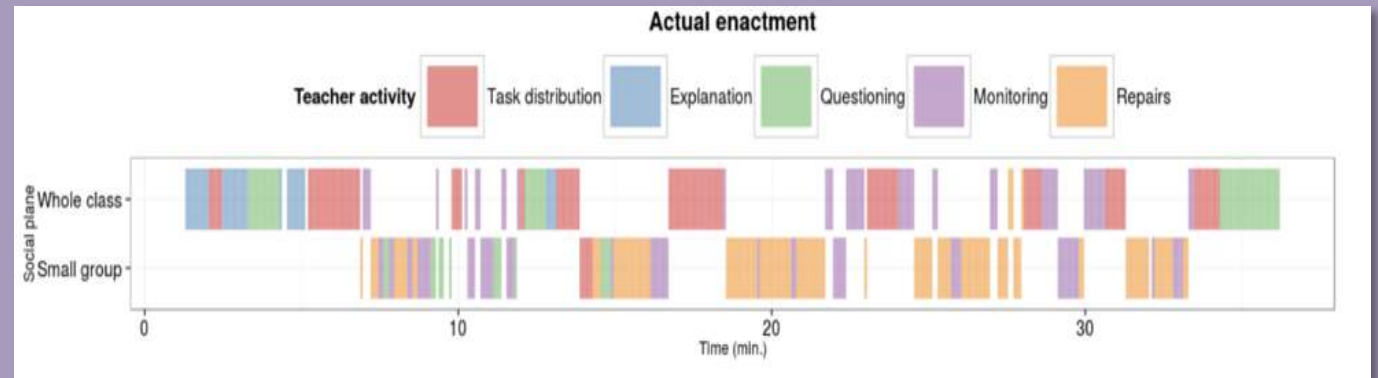 Actual enactment
Teacher activity Task distribution Explanation Questioning Monitoring Repairs
Social plane
Whole class
Small group
0 10 20 30
Time (min.)